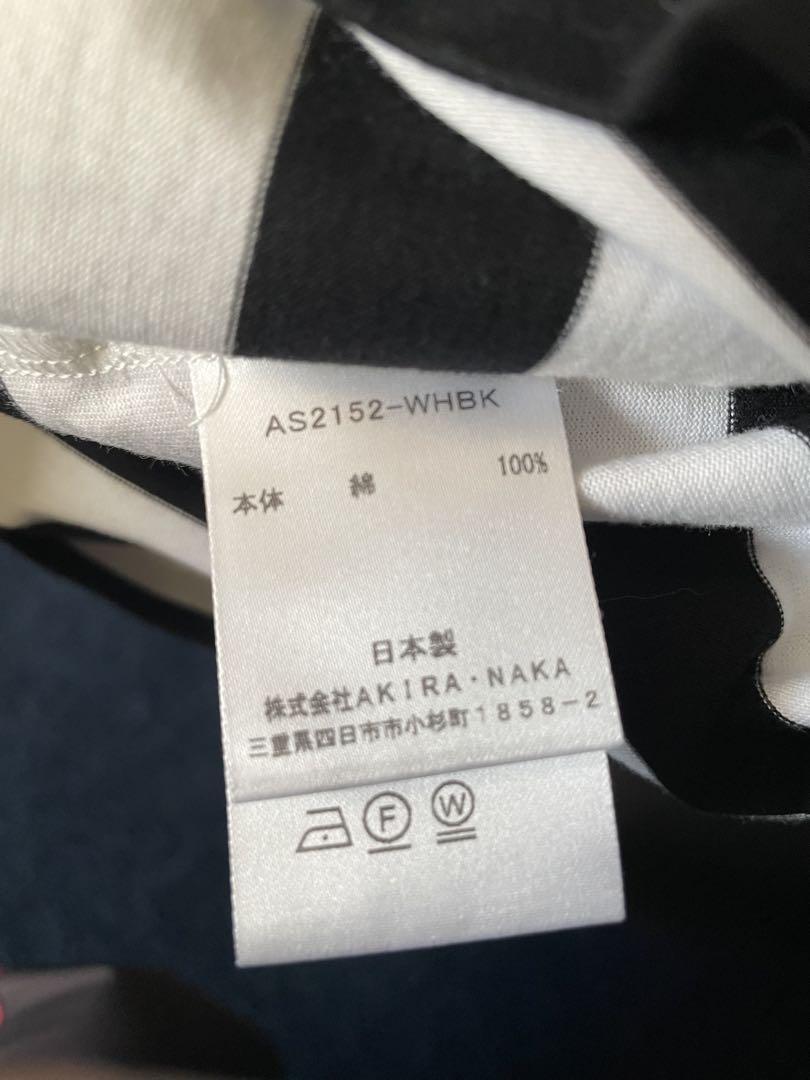 AS2152-WHBK
本体 綿 100%
日本製
株式会社AKIRA・NAKA
三重県四日市市小杉町1858-2
F W